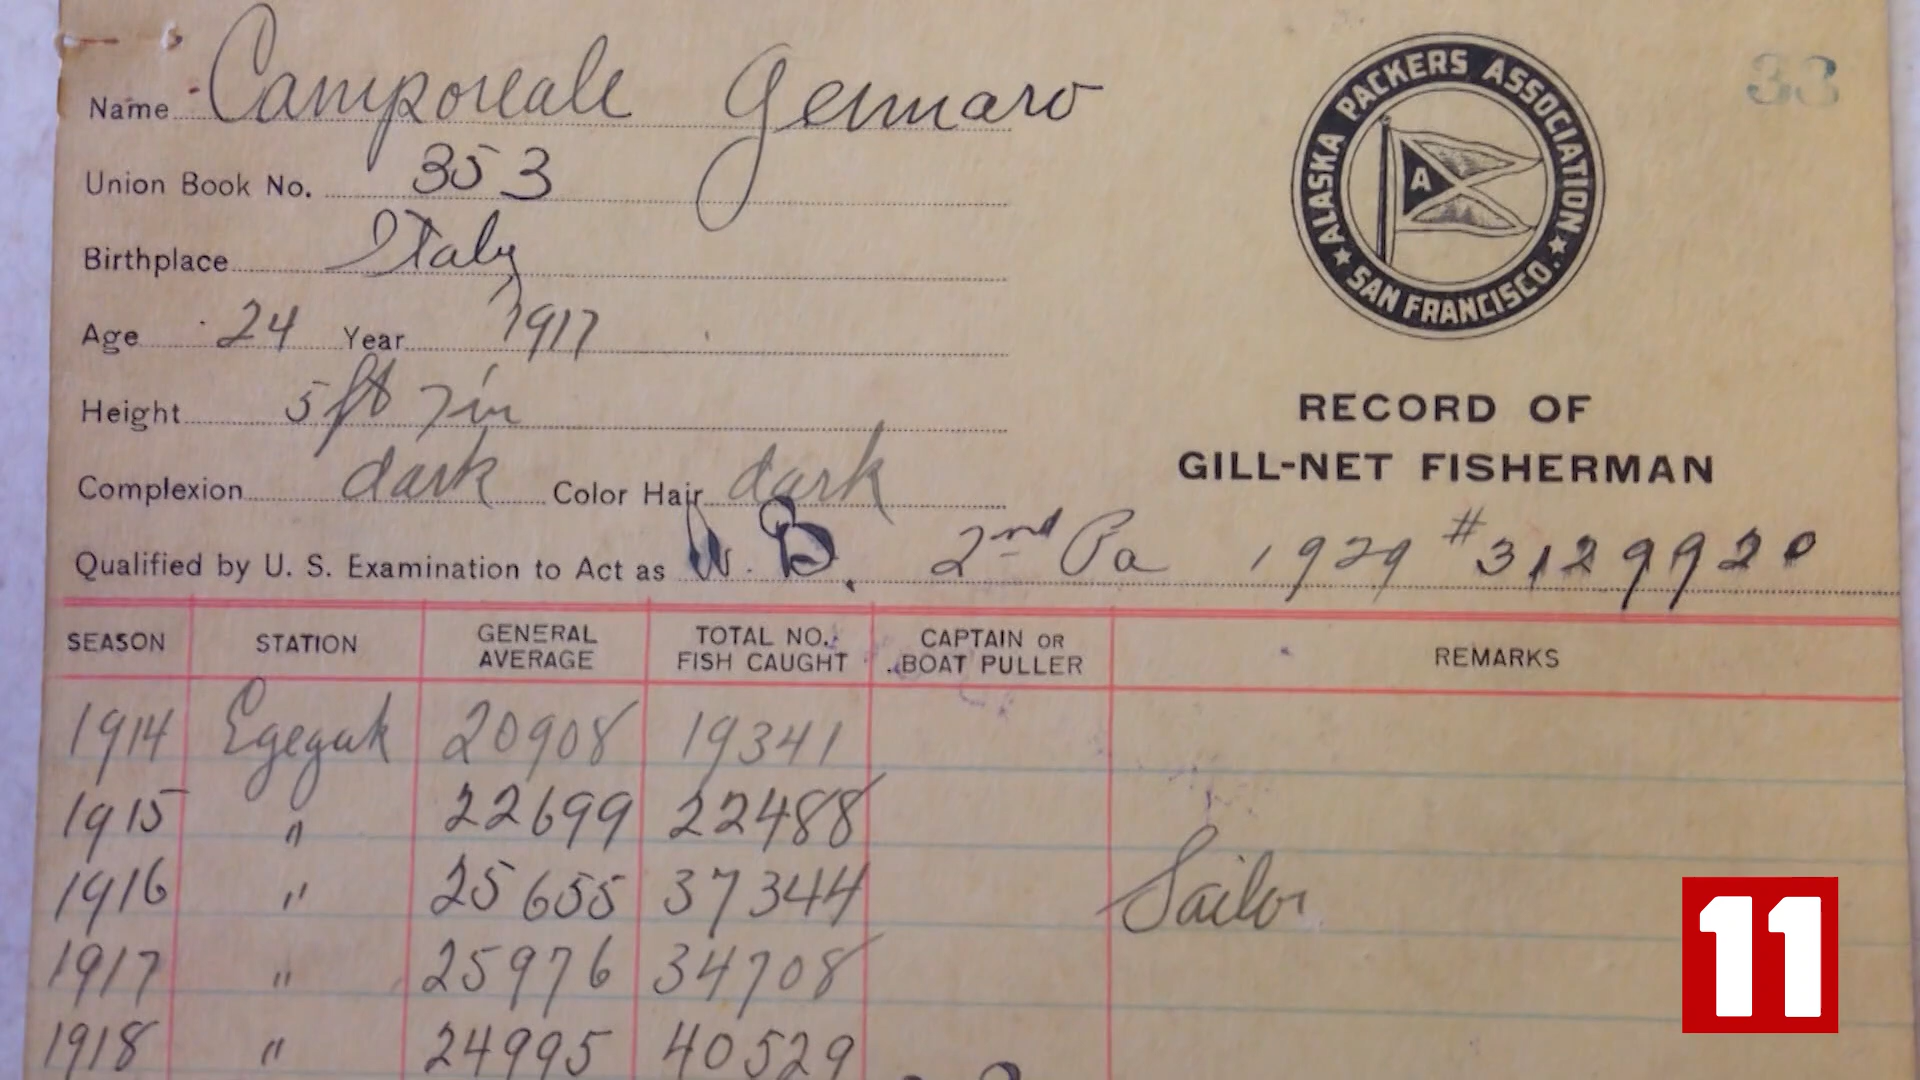 Name Camporeale Gennaro
33
Union Book No. 353
Birthplace Italy
Age 24 Year 1917
Height 5 ft 7 in
Complexion dark Color Hair dark
Qualified by U. S. Examination to Act as W. B. 2nd Pa 1929 #3129920
ALASKA PACKERS ASSOCIATION
★ SAN FRANCISCO. ★
A
RECORD OF
GILL-NET FISHERMAN
SEASON STATION GENERAL AVERAGE TOTAL NO. FISH CAUGHT CAPTAIN OR BOAT PULLER REMARKS
1914 Egeguk 20908 19341
1915 " 22699 22488
1916 " 25655 37344 Sailor
1917 " 25976 34708
1918 " 24995 40529
11